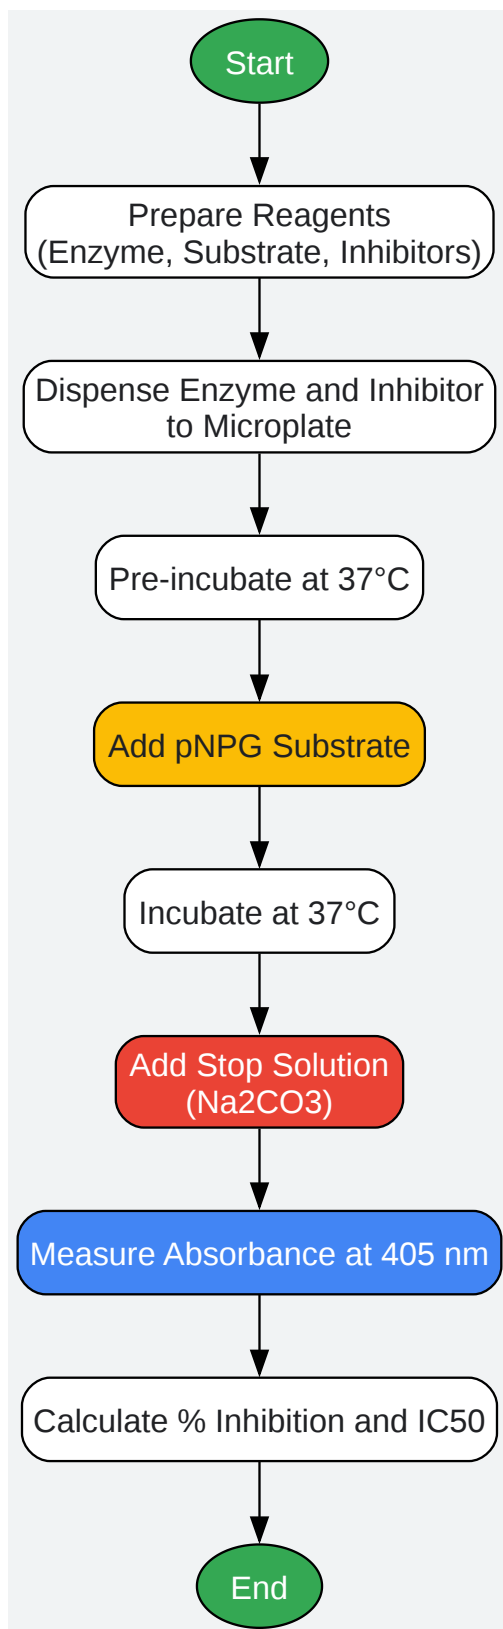 Start
Prepare Reagents
(Enzyme, Substrate, Inhibitors)
Dispense Enzyme and Inhibitor
to Microplate
Pre-incubate at 37°C
Add pNPG Substrate
Incubate at 37°C
Add Stop Solution
(Na2CO3)
Measure Absorbance at 405 nm
Calculate % Inhibition and IC50
End